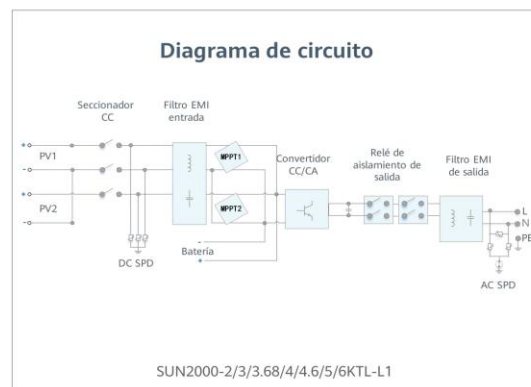 Diagrama de circuito
Seccionador
CC
Filtro EMI
entrada
PV1
PV2
+
-
+
-
MPPT1
MPPT2
Convertidor
CC/CA
Relé de
aislamiento de
salida
Filtro EMI
de salida
L
N
PE
-
Batería
+
DC SPD
AC SPD
SUN2000-2/3/3.68/4/4.6/5/6KTL-L1